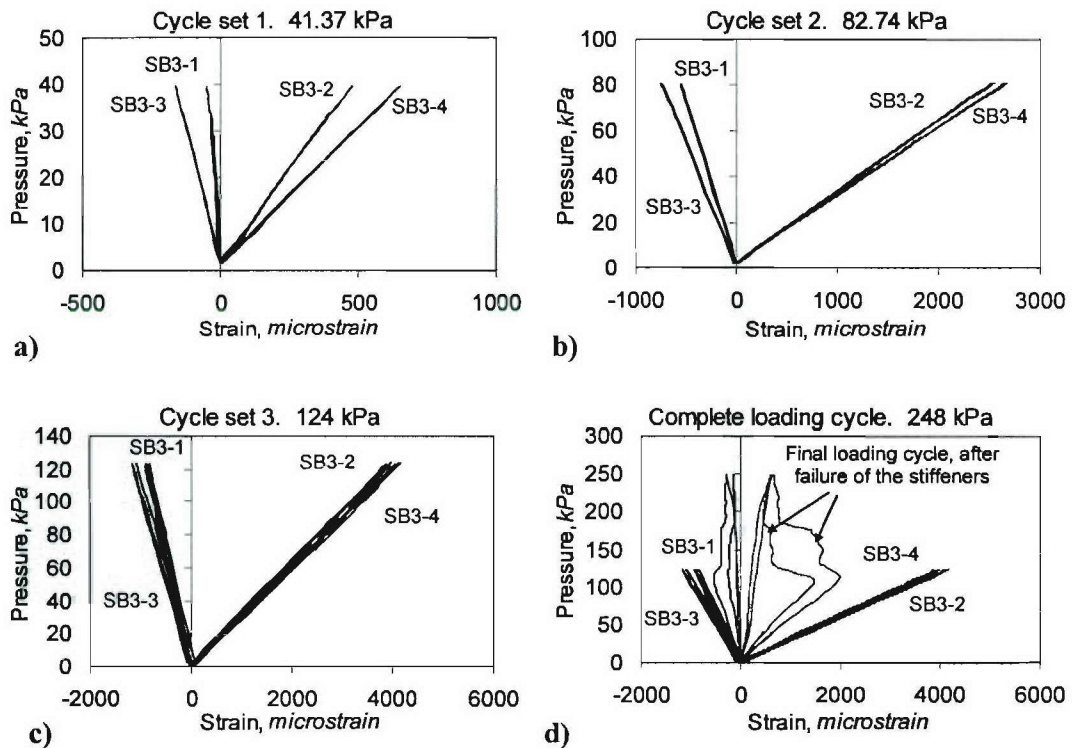 Cycle set 1. 41.37 kPa
50
40
30
20
10
0
Pressure, kPa
SB3-1
SB3-3
SB3-2
SB3-4
-500
0
500
1000
Strain, microstrain
a)
Cycle set 2. 82.74 kPa
100
80
60
40
20
0
Pressure, kPa
SB3-1
SB3-3
SB3-2
SB3-4
-1000
0
1000
2000
3000
Strain, microstrain
b)
Cycle set 3. 124 kPa
140
120
100
80
60
40
20
0
Pressure, kPa
SB3-1
SB3-3
SB3-2
SB3-4
-2000
0
2000
4000
6000
Strain, microstrain
c)
Complete loading cycle. 248 kPa
300
250
200
150
100
50
0
Pressure, kPa
Final loading cycle, after
failure of the stiffeners
SB3-1
SB3-3
SB3-4
SB3-2
-2000
0
2000
4000
6000
Strain, microstrain
d)